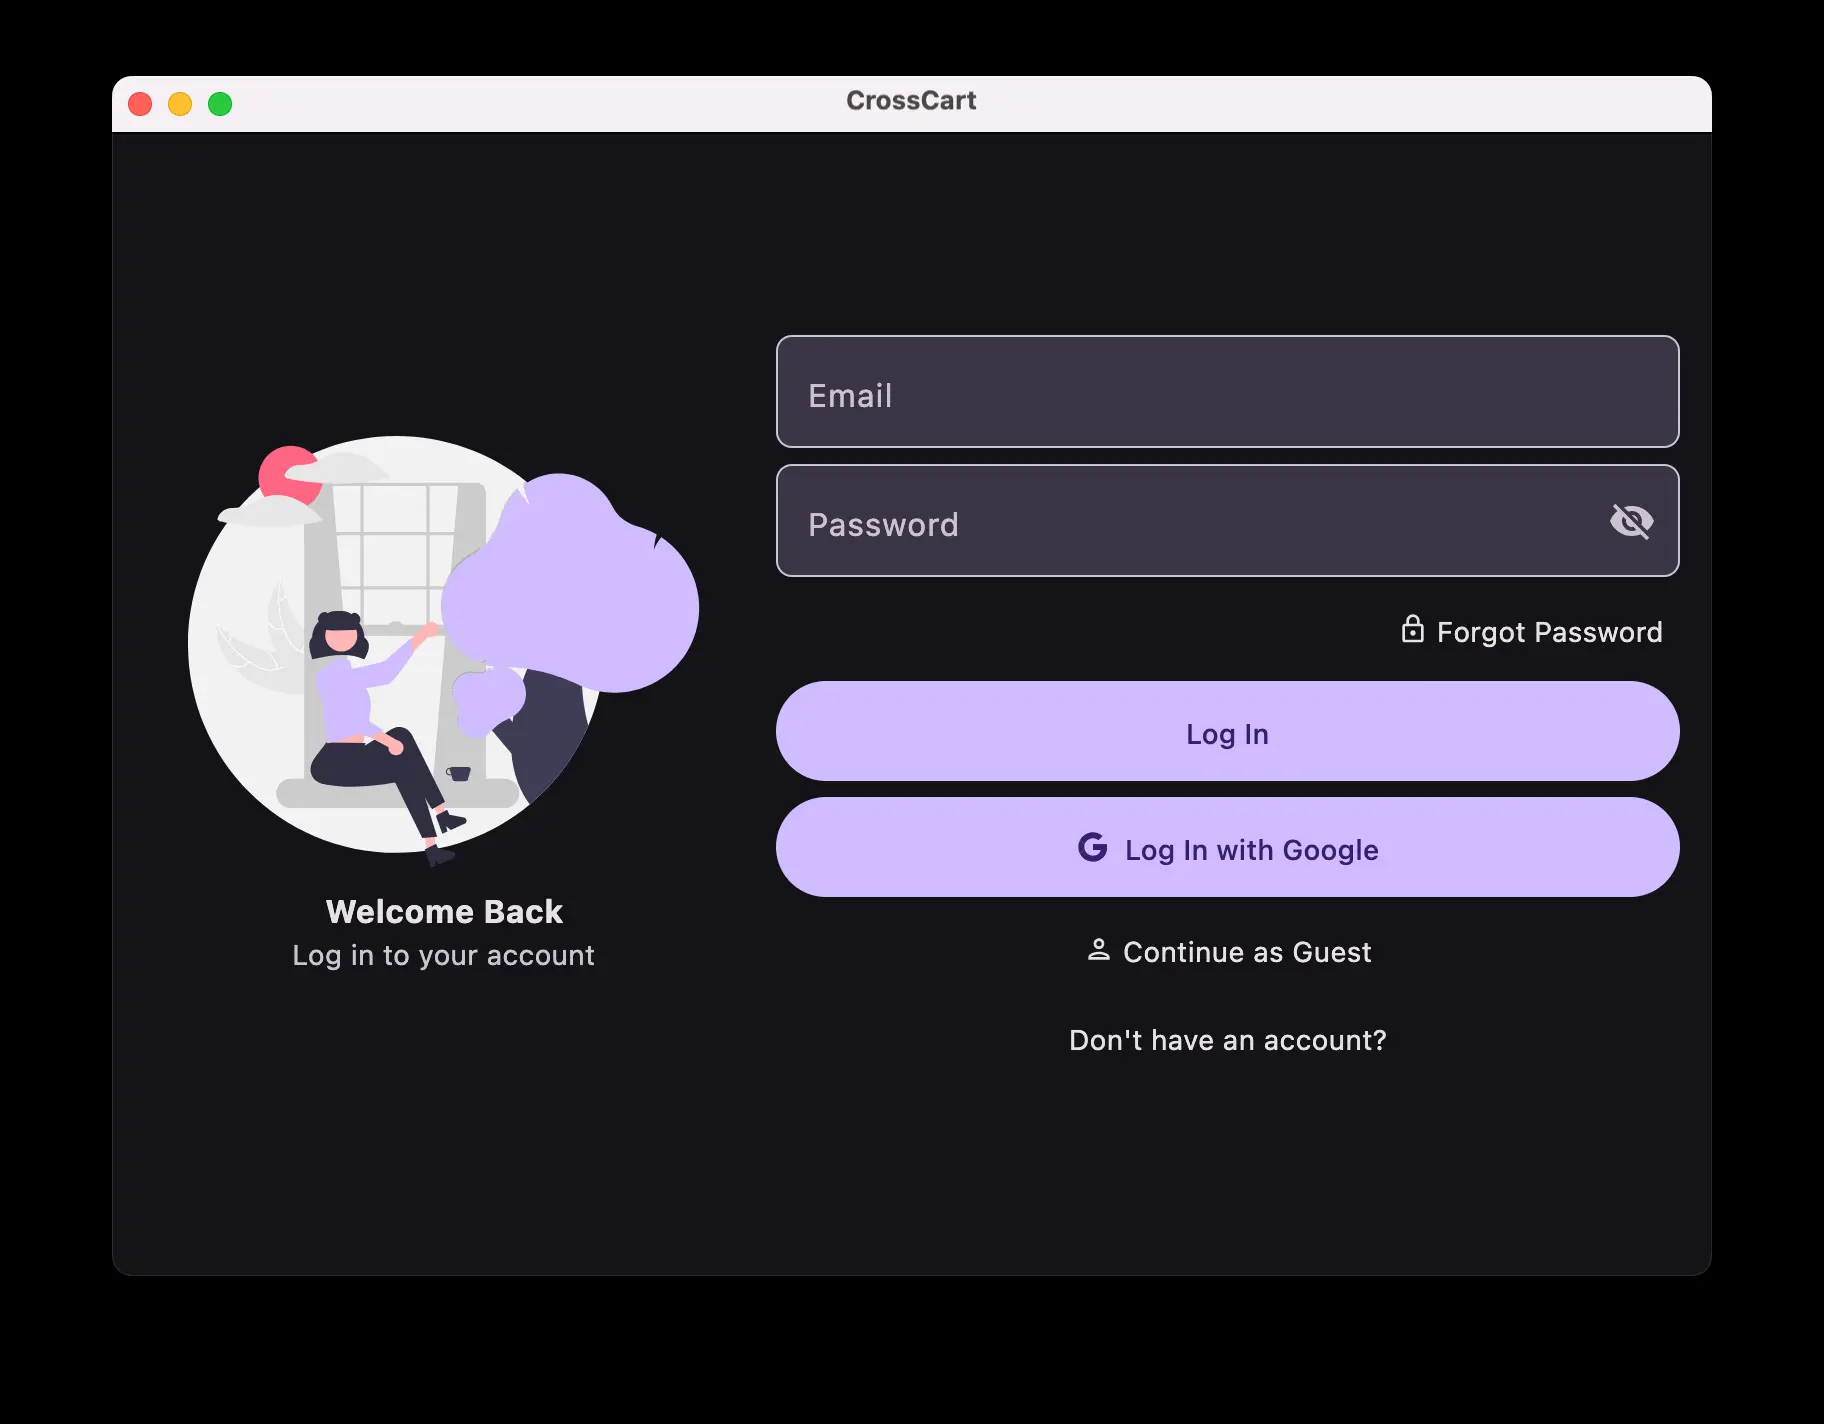 CrossCart
Email
Password
Forgot Password
Log In
Log In with Google
Continue as Guest
Don't have an account?
Welcome Back
Log in to your account